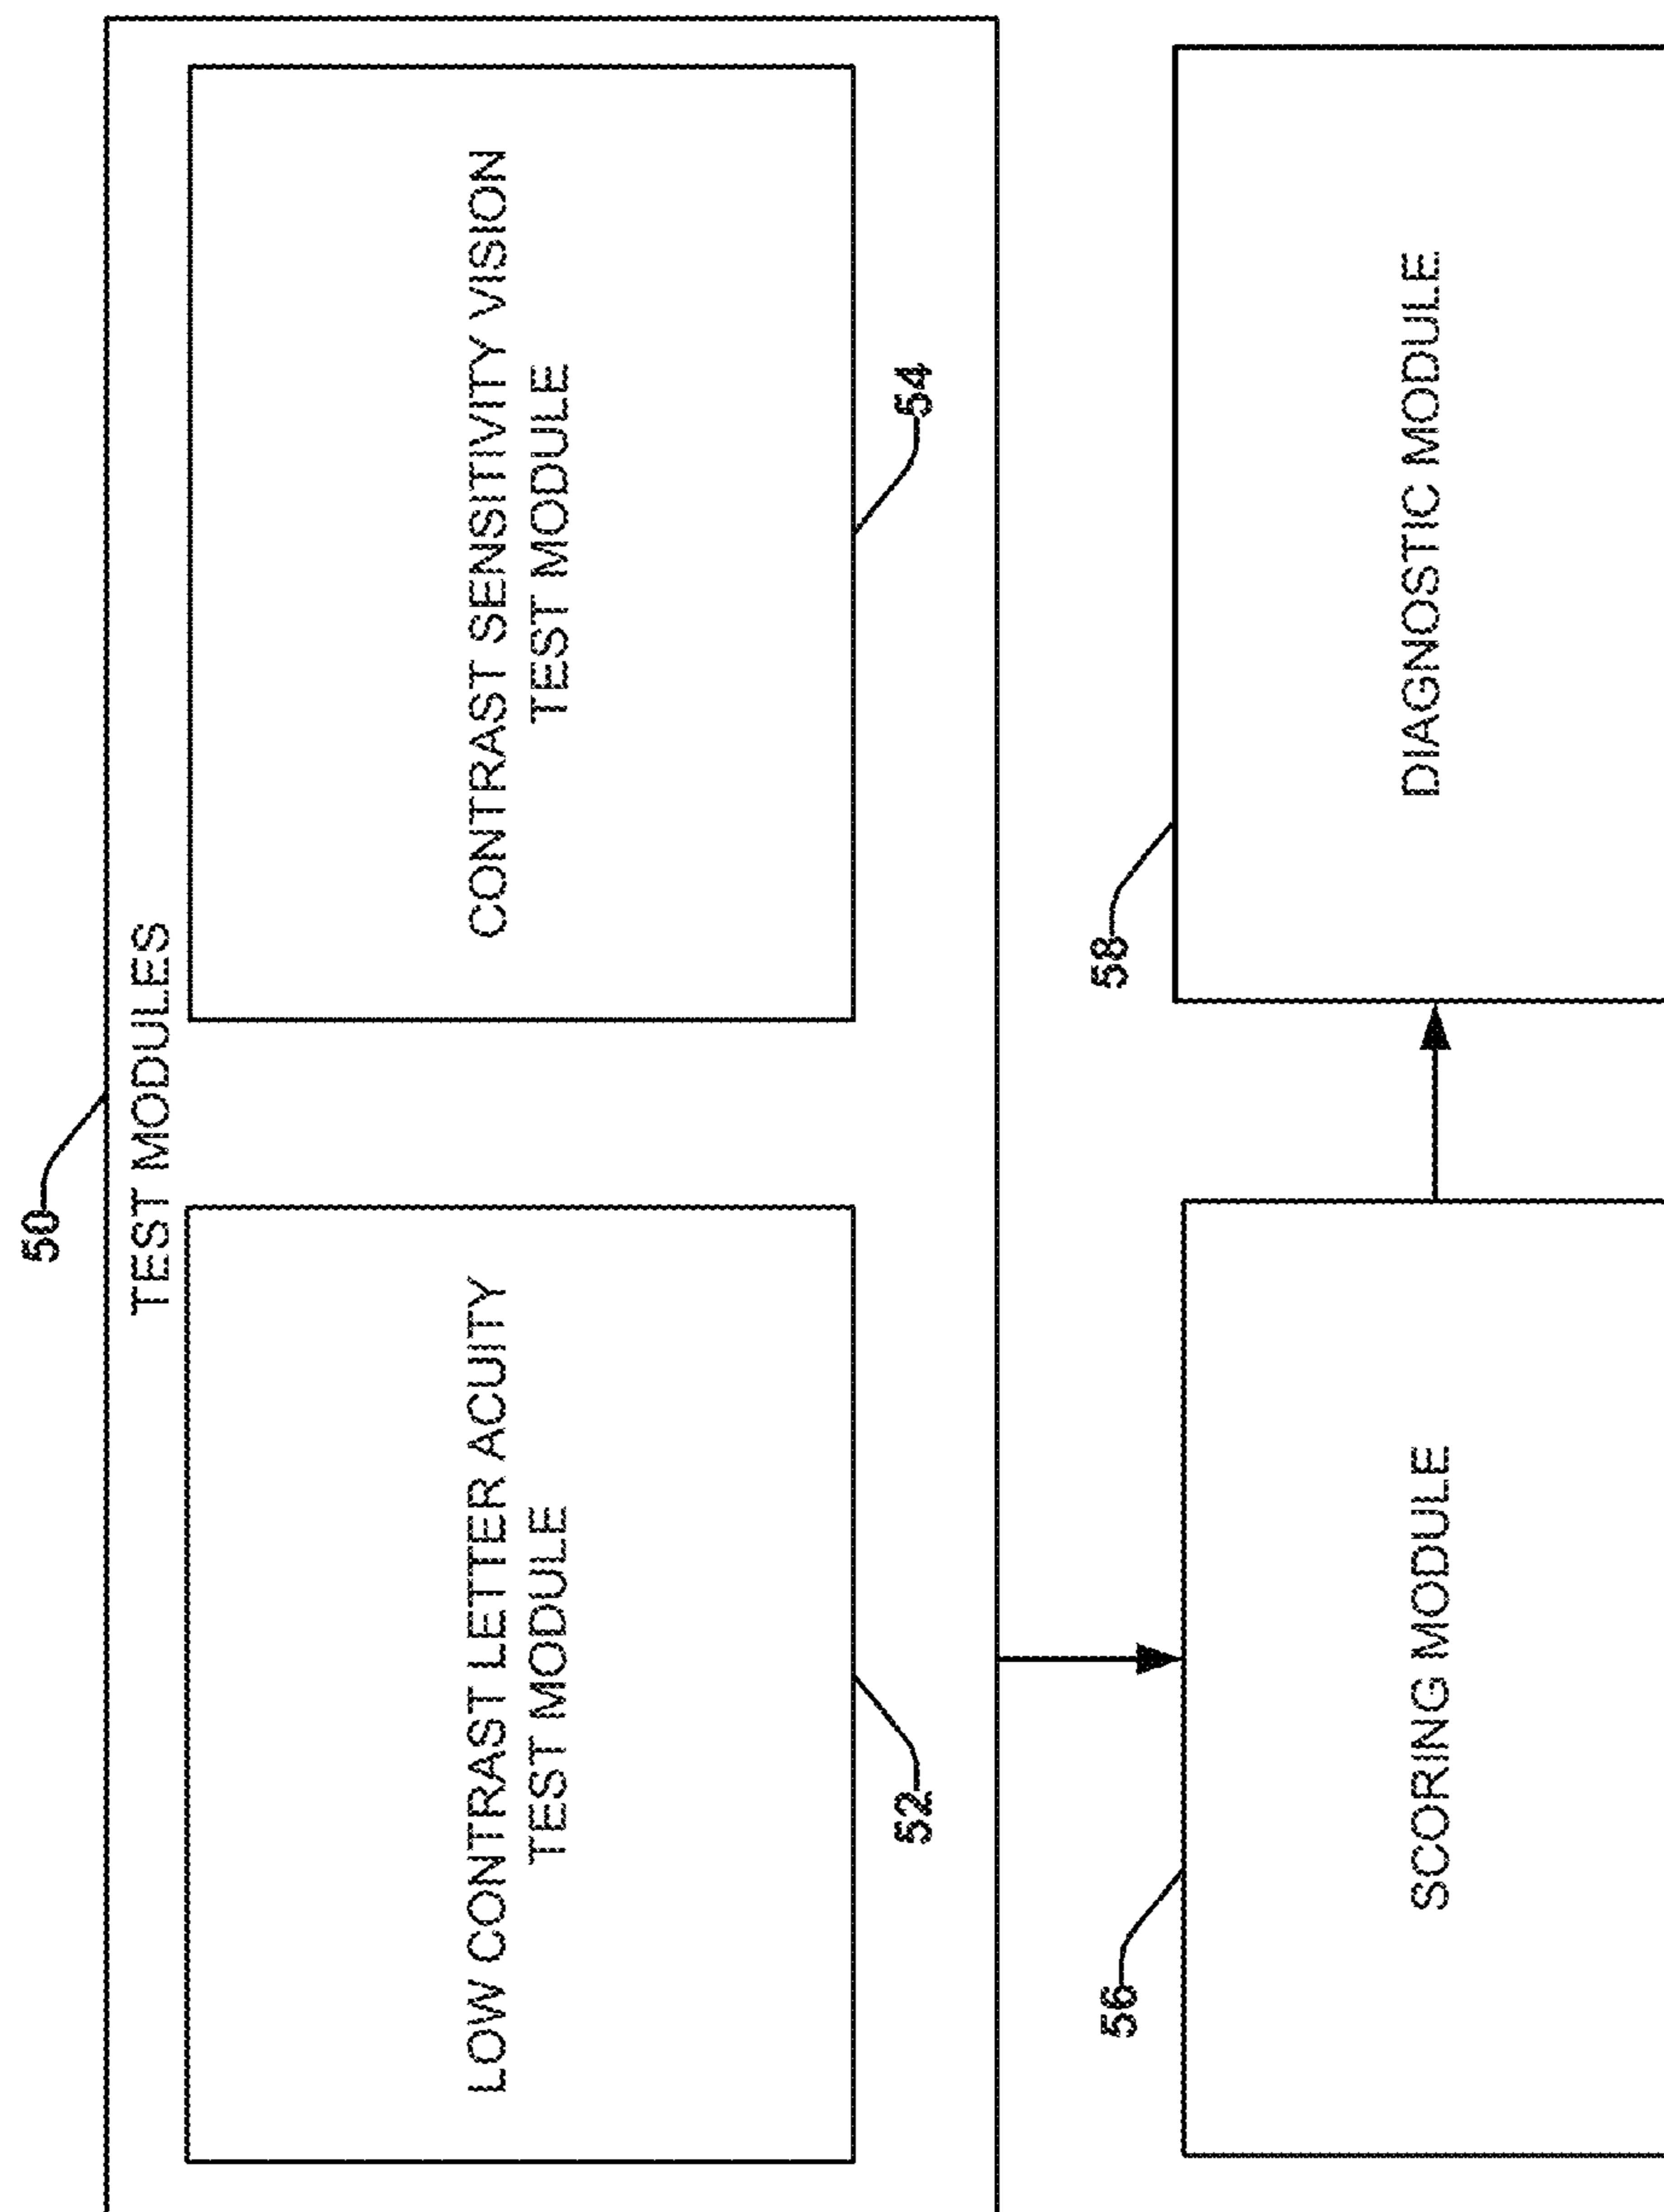 50
TEST MODULES
LOW CONTRAST LETTER ACUITY
TEST MODULE
52
CONTRAST SENSITIVITY VISION
TEST MODULE
54
56
SCORING MODULE
58
DIAGNOSTIC MODULE